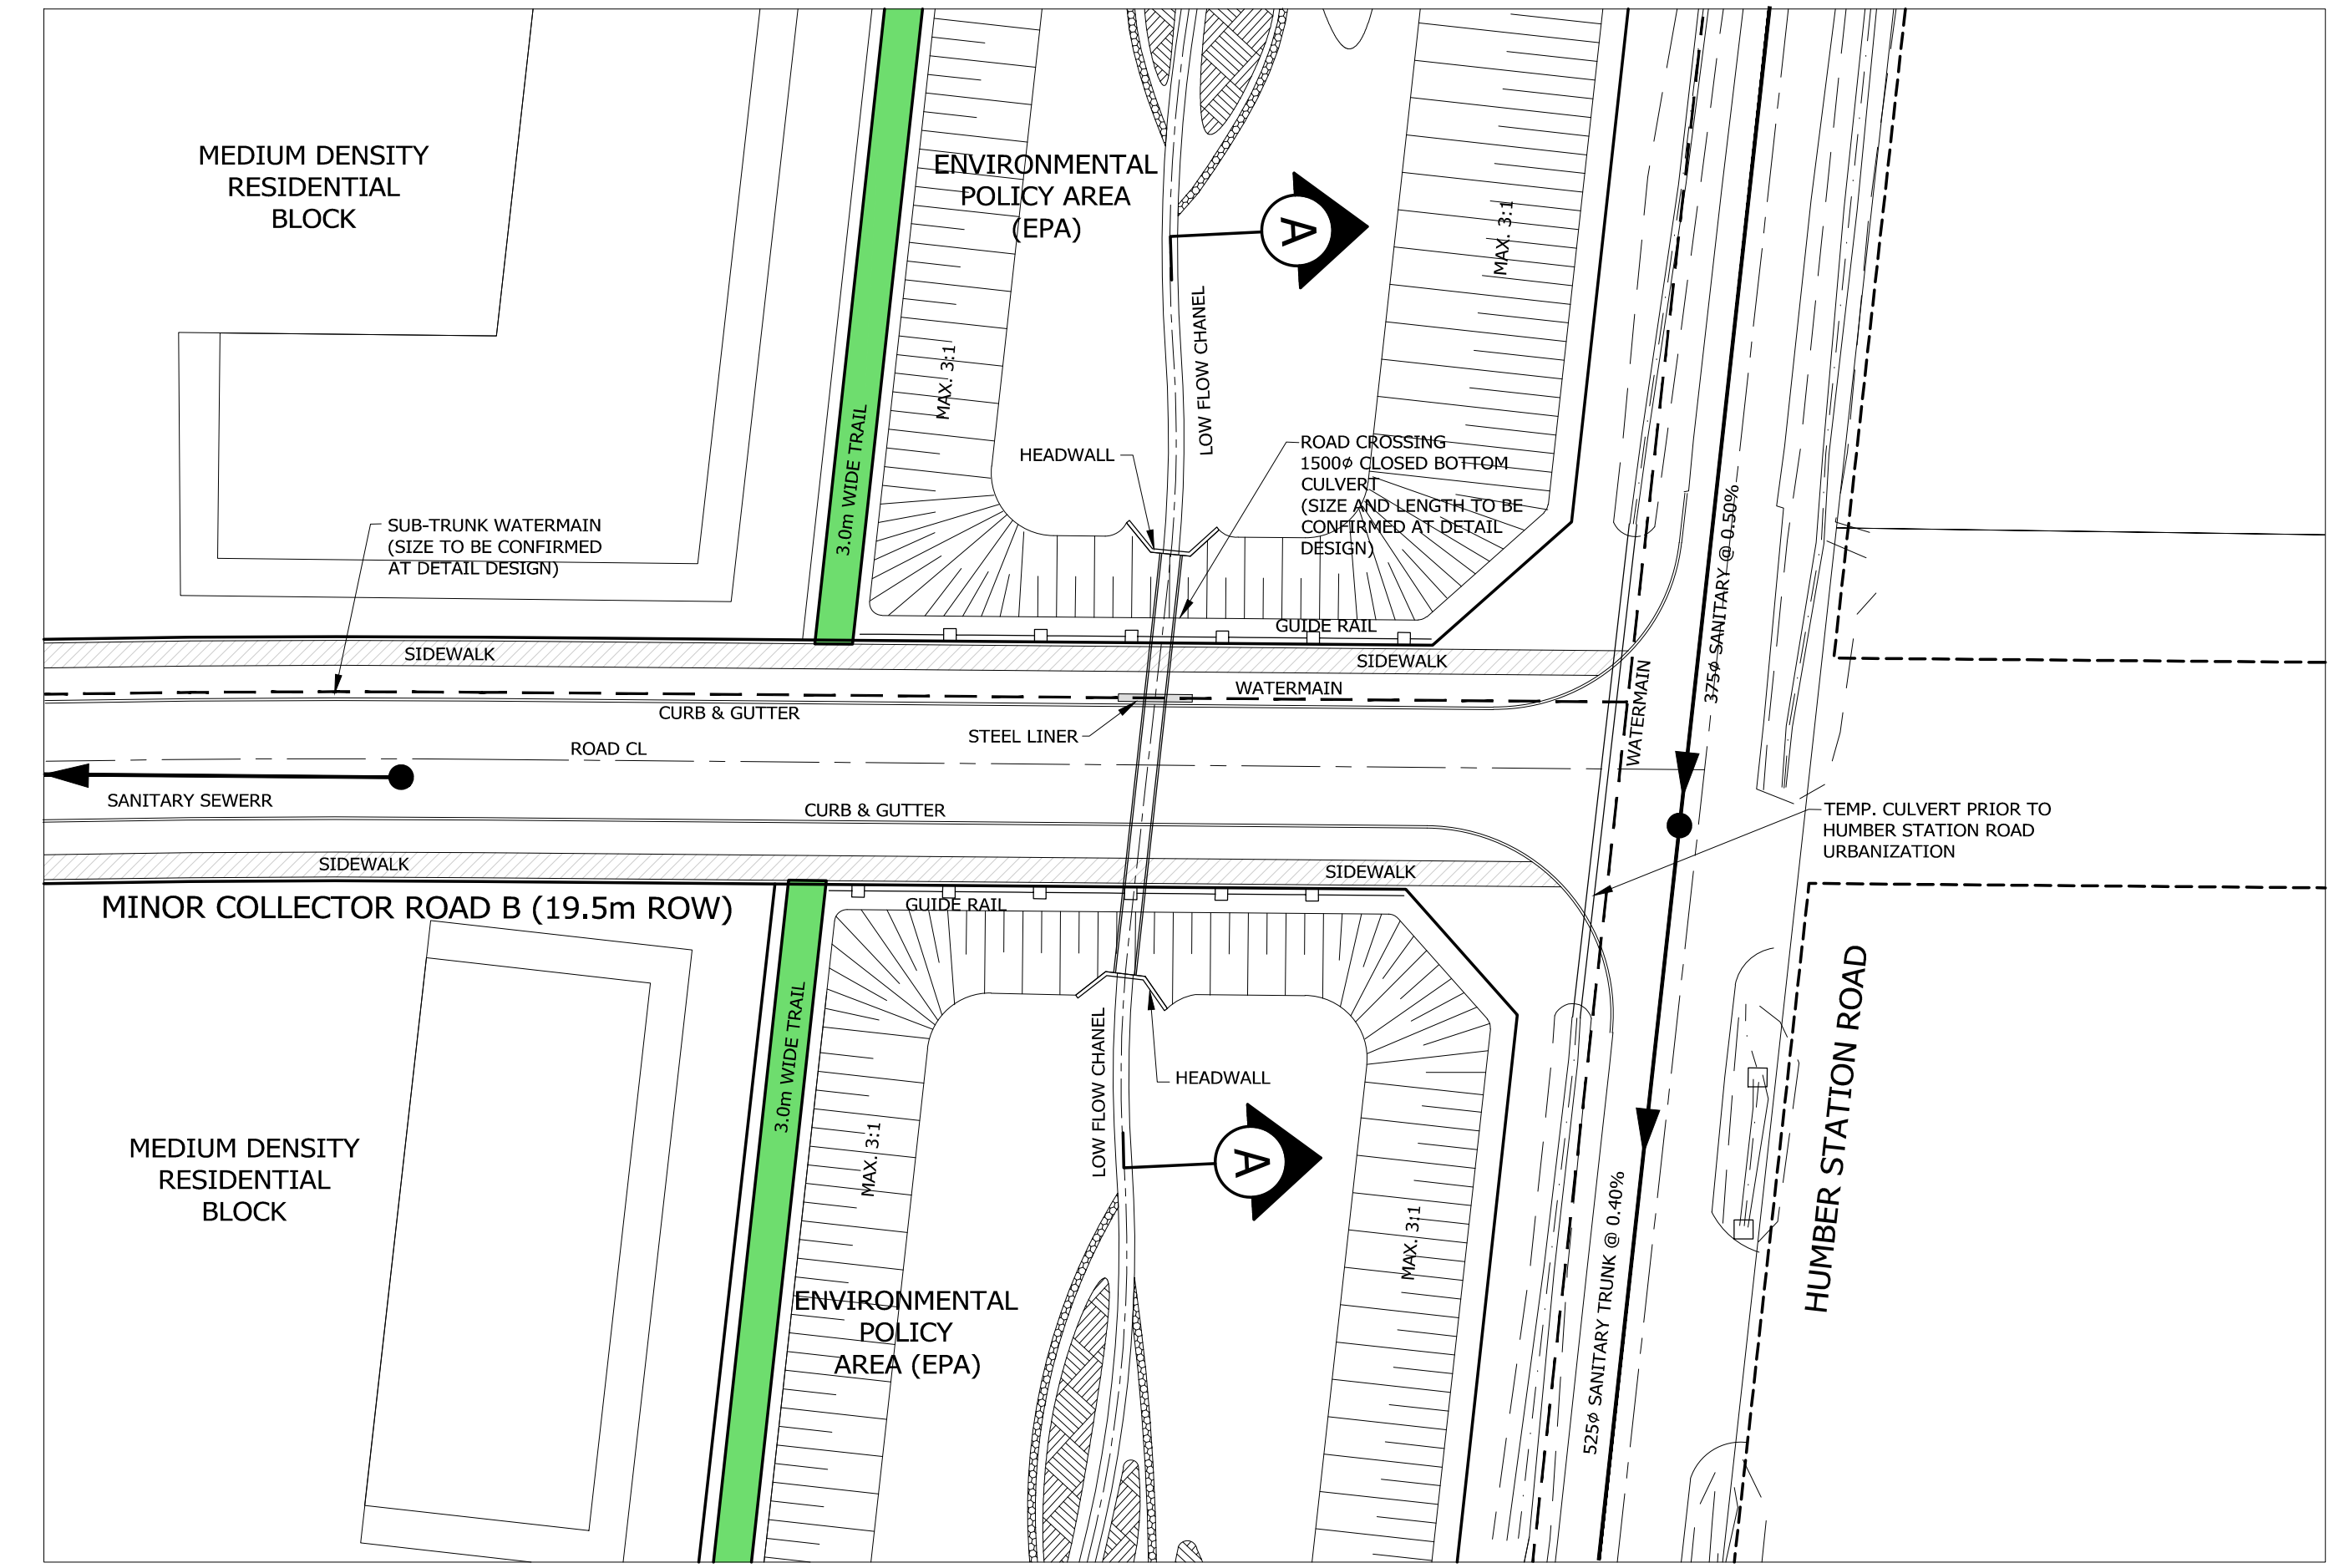 MEDIUM DENSITY
RESIDENTIAL
BLOCK
ENVIRONMENTAL
POLICY AREA
(EPA)
A
MAX. 3:1
MAX. 3:1
LOW FLOW CHANEL
3.0m WIDE TRAIL
HEADWALL
ROAD CROSSING
1500ø CLOSED BOTTOM
CULVERT
(SIZE AND LENGTH TO BE
CONFIRMED AT DETAIL
DESIGN)
SUB-TRUNK WATERMAIN
(SIZE TO BE CONFIRMED
AT DETAIL DESIGN)
375ø SANITARY @ 0.50%
GUIDE RAIL
SIDEWALK
SIDEWALK
WATERMAIN
WATERMAIN
CURB & GUTTER
STEEL LINER
ROAD CL
SANITARY SEWERR
CURB & GUTTER
TEMP. CULVERT PRIOR TO
HUMBER STATION ROAD
URBANIZATION
SIDEWALK
SIDEWALK
MINOR COLLECTOR ROAD B (19.5m ROW)
GUIDE RAIL
3.0m WIDE TRAIL
LOW FLOW CHANEL
HEADWALL
HUMBER STATION ROAD
MEDIUM DENSITY
RESIDENTIAL
BLOCK
MAX. 3:1
A
MAX. 3:1
525ø SANITARY TRUNK @ 0.40%
ENVIRONMENTAL
POLICY
AREA (EPA)